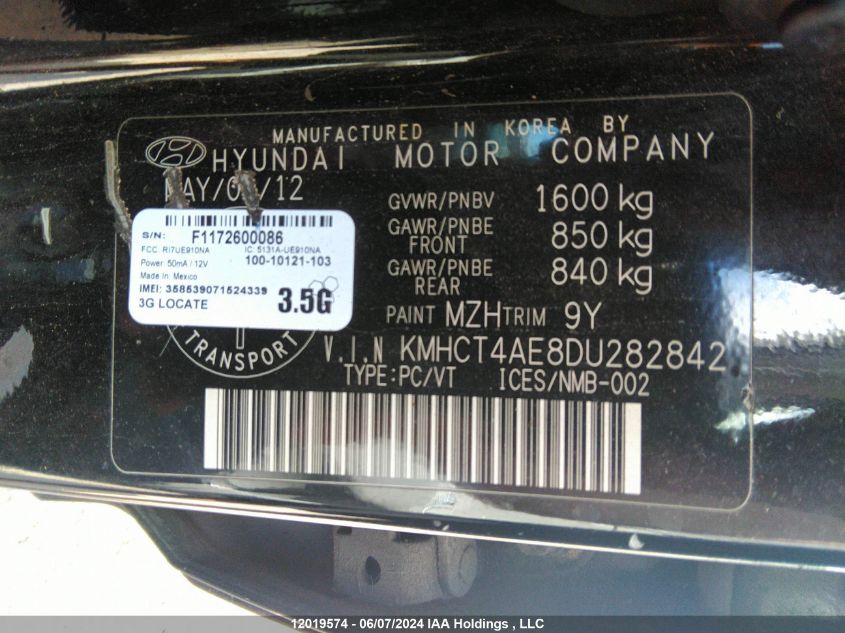 MANUFACTURED IN KOREA BY
HYUNDAI MOTOR COMPANY
/12
GVWR/PNBV 1600 kg
GAWR/PNBE FRONT 850 kg
GAWR/PNBE REAR 840 kg
PAINT MZH TRIM 9Y
S/N: F1172600086
FCC: RI7UE910NA IC: 5131A-UE910NA
Power: 50mA / 12V 100-10121-103
Made In: Mexico
IMEI: 358539071524339
3G LOCATE 3.5G
TRANSPORT
V.I.N KMHCT4AE8DU282842
TYPE:PC/VT ICES/NMB-002
12019574 - 06/07/2024 IAA Holdings , LLC